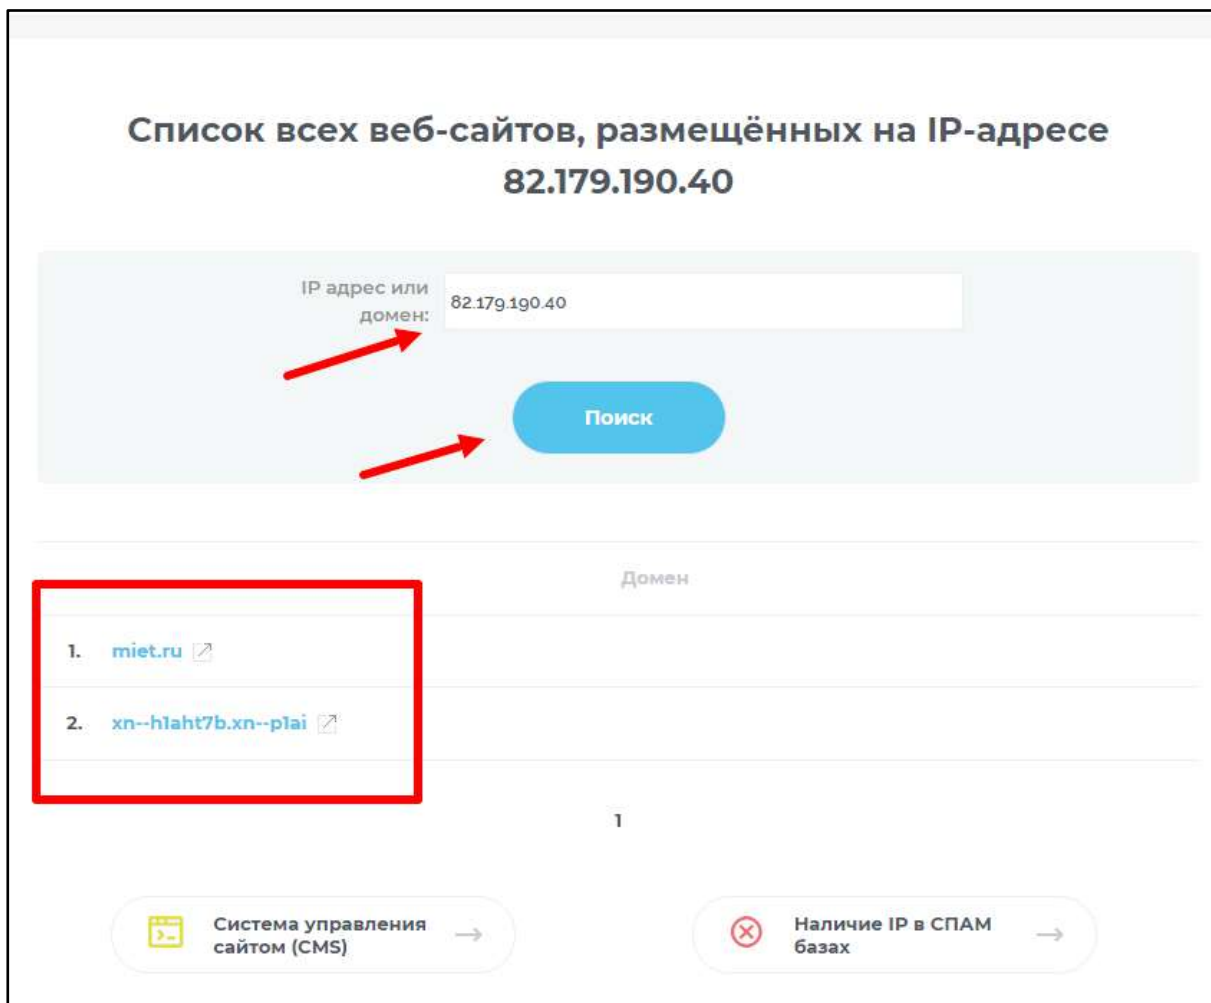 Список всех веб-сайтов, размещённых на IP-адресе
82.179.190.40
IP адрес или
домен:
82.179.190.40
Поиск
Домен
1. miet.ru
2. xn--h1aht7b.xn--p1ai
1
Система управления
сайтом (CMS)
Наличие IP в СПАМ
базах